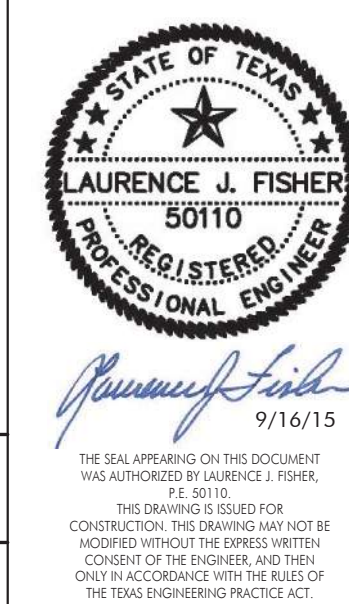 STATE OF TEXAS
LAURENCE J. FISHER
50110
REGISTERED
PROFESSIONAL ENGINEER
Laurence J Fisher
9/16/15
THE SEAL APPEARING ON THIS DOCUMENT
WAS AUTHORIZED BY LAURENCE J. FISHER,
P.E. 50110.
THIS DRAWING IS ISSUED FOR
CONSTRUCTION. THIS DRAWING MAY NOT BE
MODIFIED WITHOUT THE EXPRESS WRITTEN
CONSENT OF THE ENGINEER, AND THEN
ONLY IN ACCORDANCE WITH THE RULES OF
THE TEXAS ENGINEERING PRACTICE ACT.